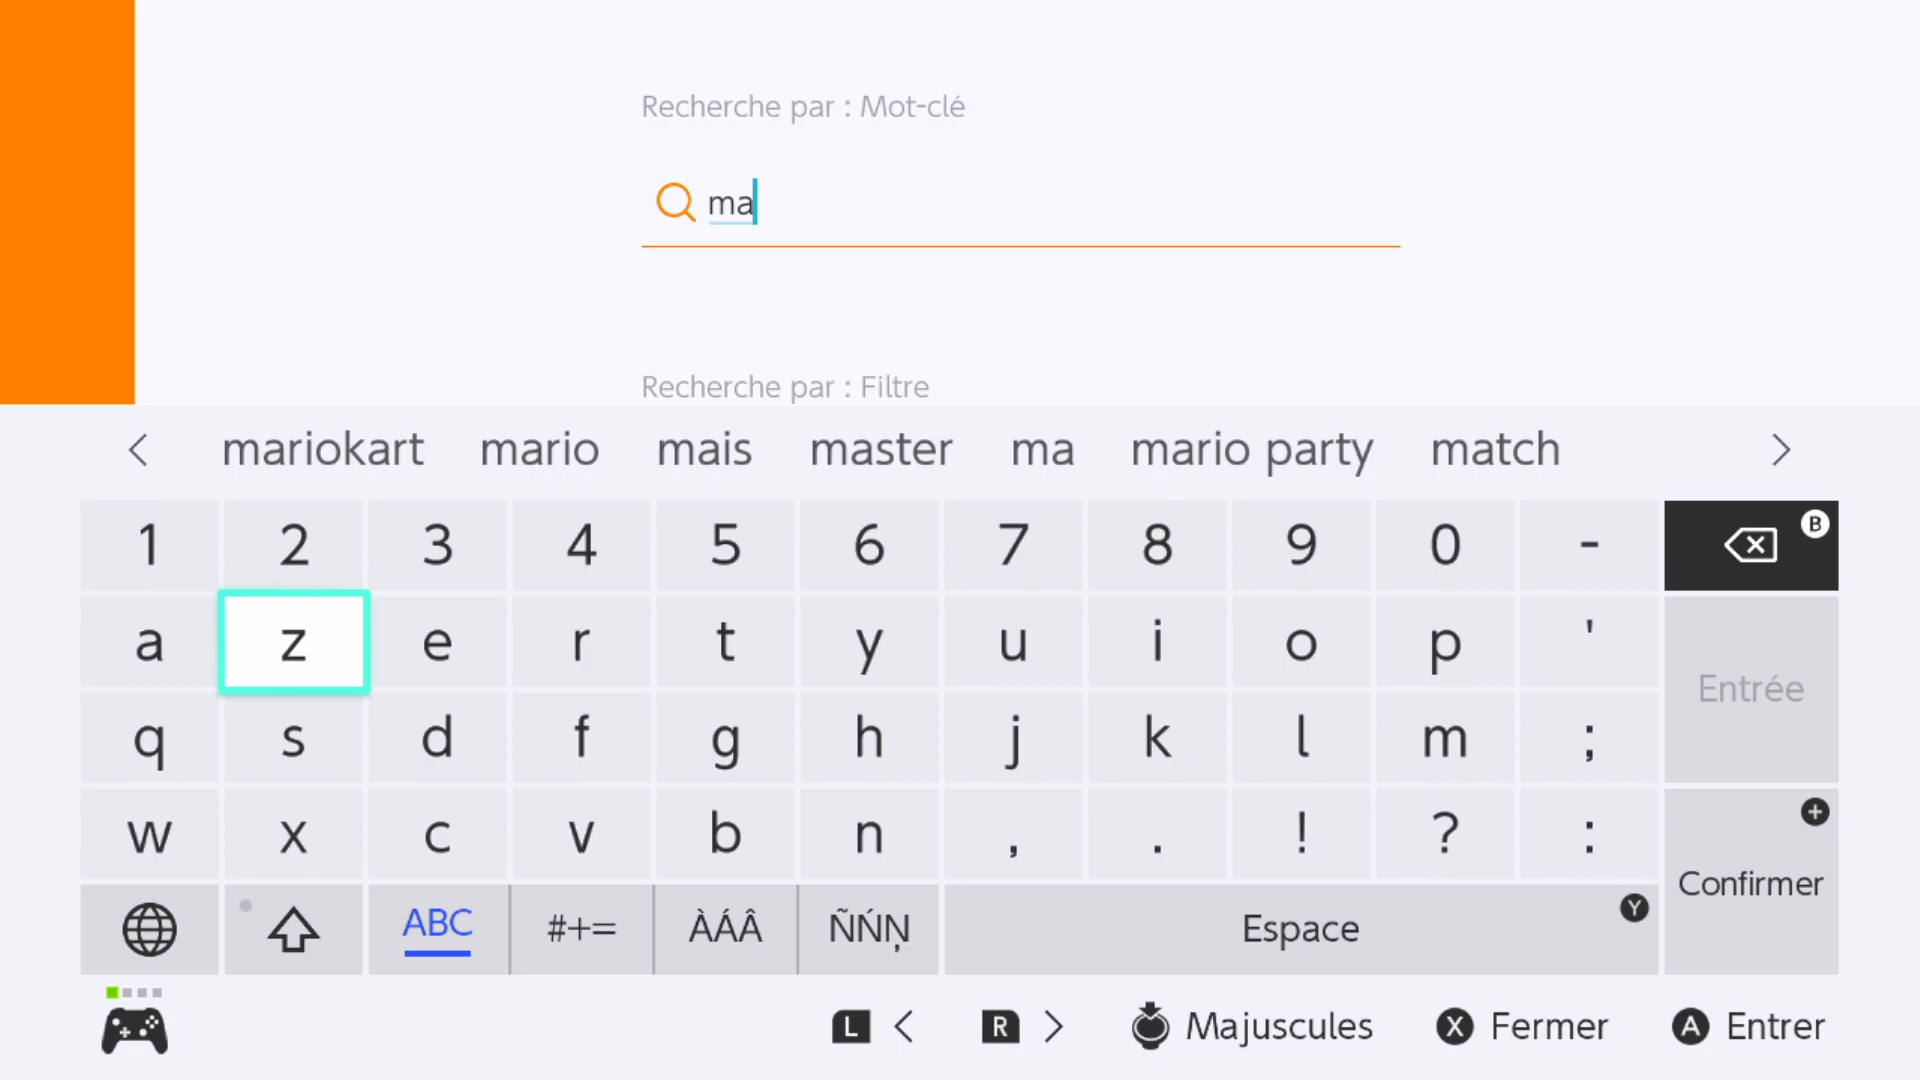 Recherche par : Mot-clé
ma
Recherche par : Filtre
mariokart mario mais master ma mario party match
1 2 3 4 5 6 7 8 9 0 - B
a z e r t y u i o p '
Entrée
q s d f g h j k l m ;
w x c v b n , . ! ? :
Confirmer
ABC #+= ÀÁÂ ÑŃŅ Espace Y
L R Majuscules X Fermer A Entrer